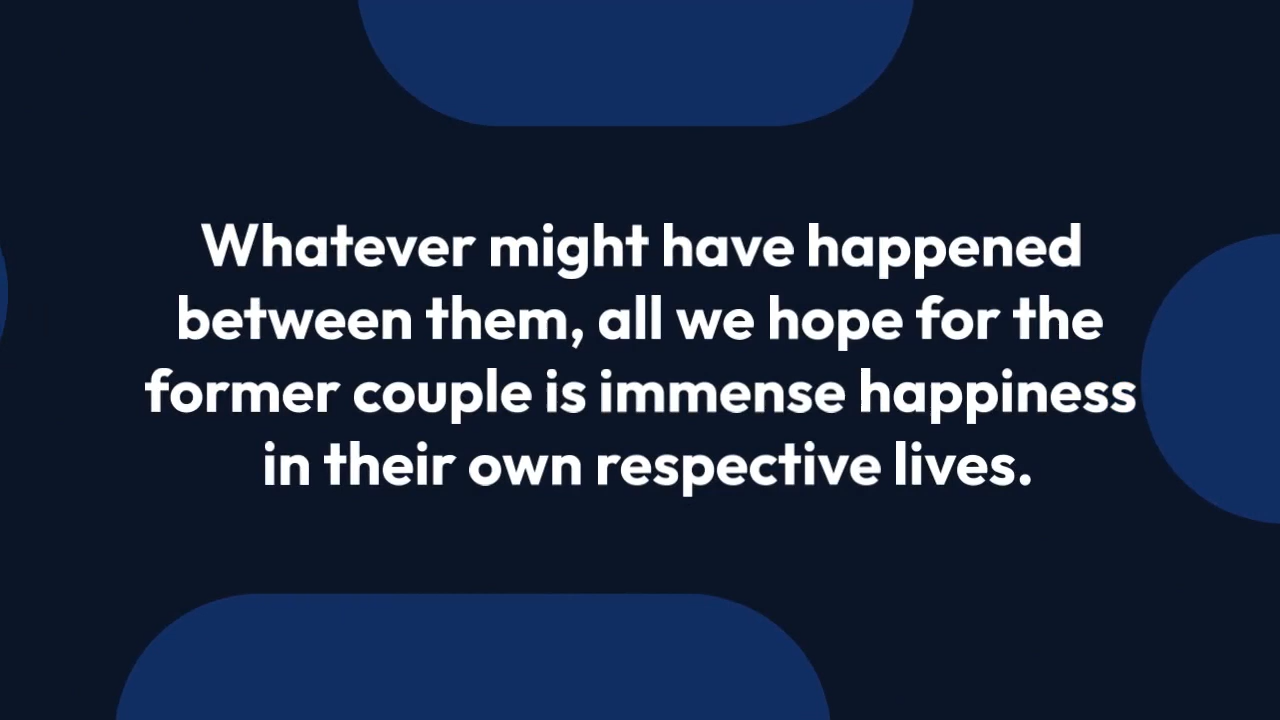 Whatever might have happened
between them, all we hope for the
former couple is immense happiness
in their own respective lives.